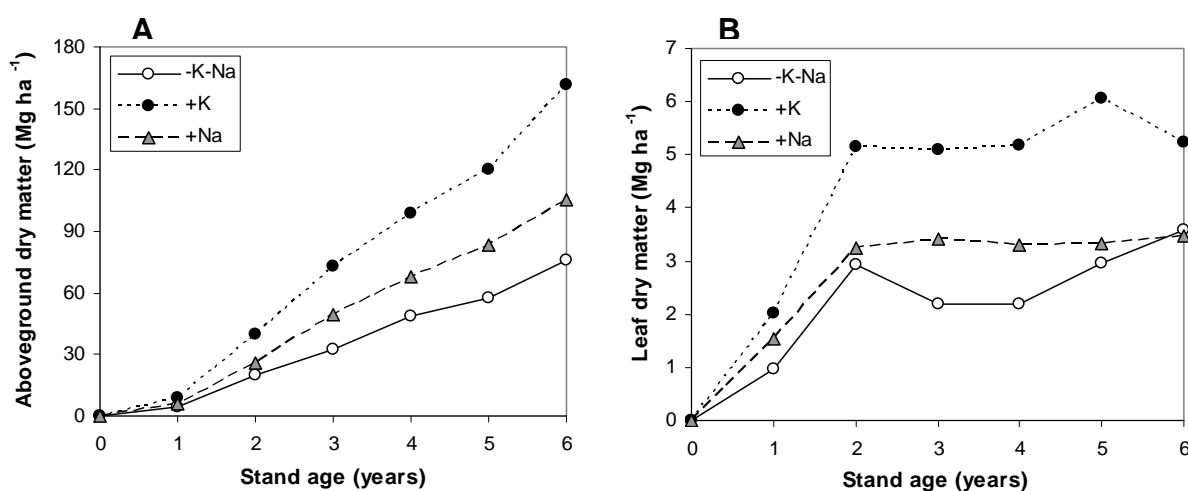 A
Aboveground dry matter (Mg ha -1)
180
150
120
90
60
30
0
-K-Na
+K
+Na
0 1 2 3 4 5 6
Stand age (years)
B
Leaf dry matter (Mg ha -1)
7
6
5
4
3
2
1
0
-K-Na
+K
+Na
0 1 2 3 4 5 6
Stand age (years)